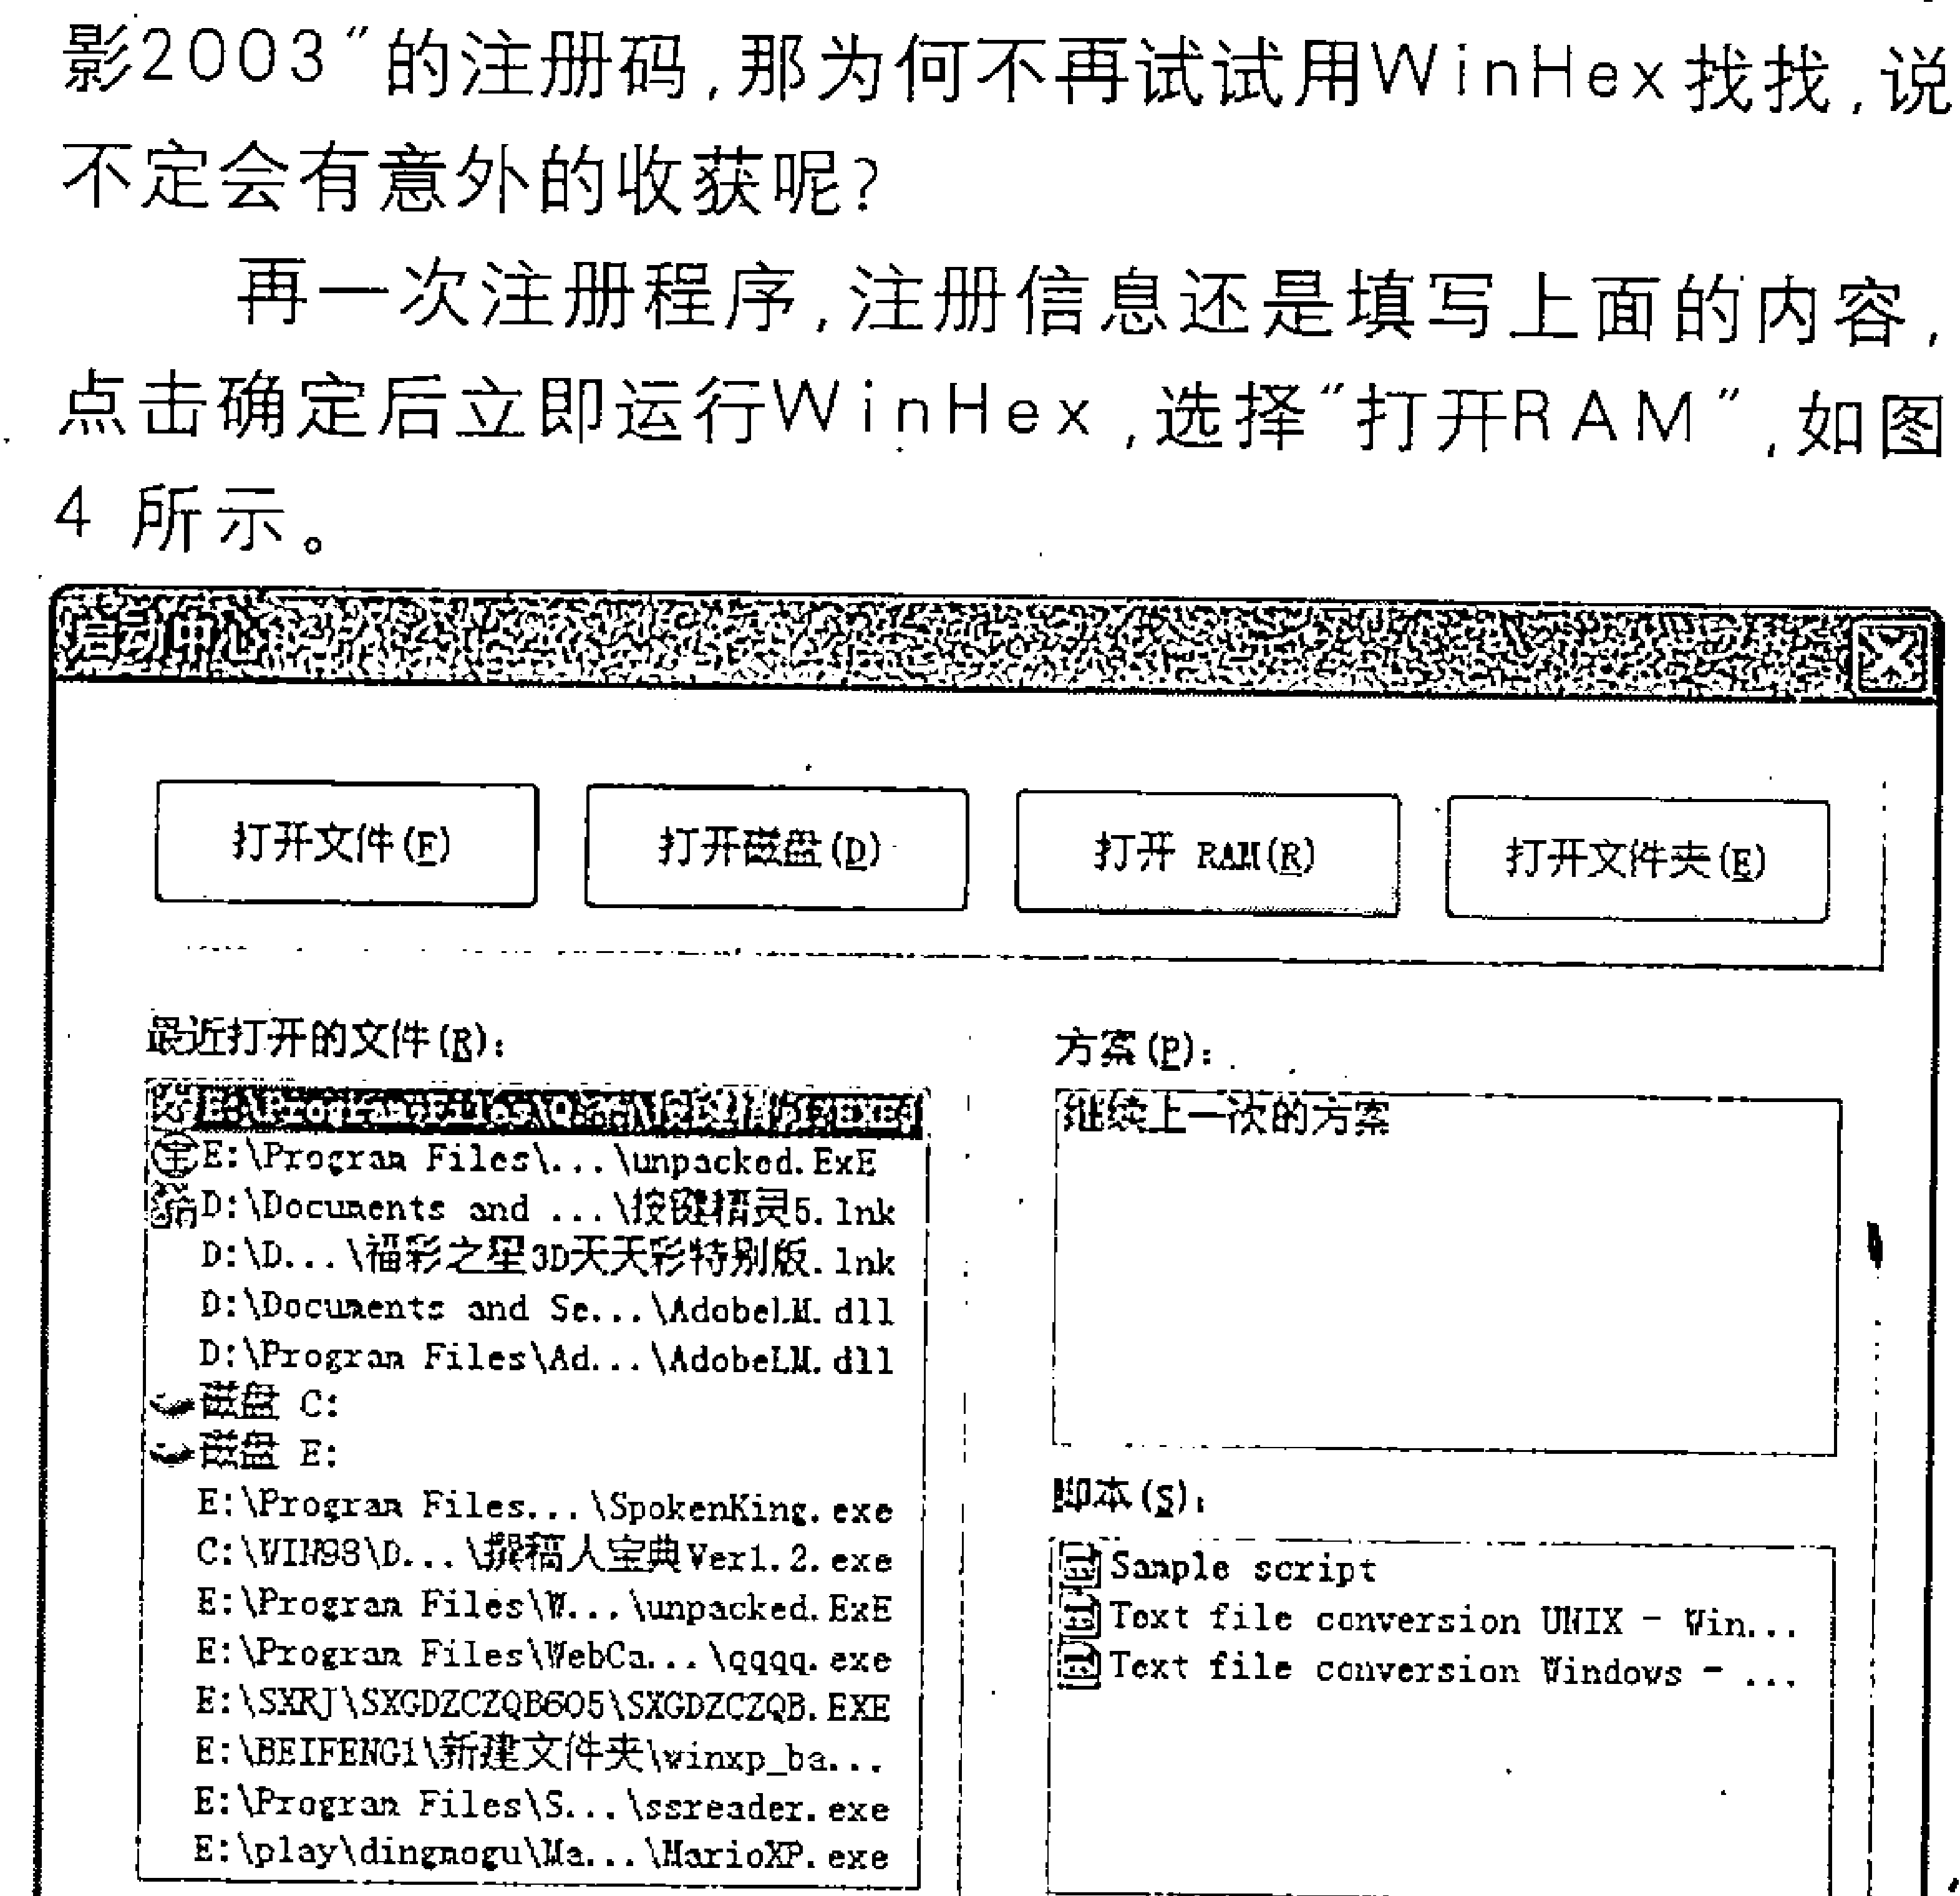 影2003"的注册码,那为何不再试试用WinHex找找,说
不定会有意外的收获呢?
再一次注册程序,注册信息还是填写上面的内容,
点击确定后立即运行WinHex,选择"打开RAM",如图
4 所示。
启动中心
打开文件(F) 打开磁盘(D) 打开 RAM(R) 打开文件夹(E)
最近打开的文件(R):
E:\Program Files\...\unpacked.ExE
D:\Documents and ...\按键精灵5.lnk
D:\D...\福彩之星3D天天彩特别版.lnk
D:\Documents and Se...\AdobeLM.dll
D:\Program Files\Ad...\AdobeLM.dll
磁盘 C:
磁盘 E:
E:\Program Files...\SpokenKing.exe
C:\WIN98\D...\撰稿人宝典Ver1.2.exe
E:\Program Files\W...\unpacked.ExE
E:\Program Files\WebCa...\qqqq.exe
E:\SXRJ\SXGDZCZQB605\SXGDZCZQB.EXE
E:\BEIFENG1\新建文件夹\winxp_ba...
E:\Program Files\S...\ssreader.exe
E:\play\dingmogu\Ma...\MarioXP.exe
方案(P):
继续上一次的方案
脚本(S):
Sample script
Text file conversion UNIX - Win...
Text file conversion Windows - ...